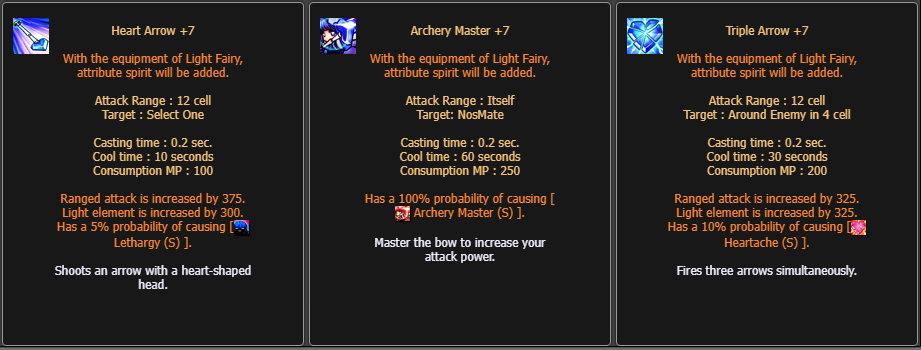 Heart Arrow +7
With the equipment of Light Fairy,
attribute spirit will be added.
Attack Range : 12 cell
Target : Select One
Casting time : 0.2 sec.
Cool time : 10 seconds
Consumption MP : 100
Ranged attack is increased by 375.
Light element is increased by 300.
Has a 5% probability of causing [
Lethargy (S) ].
Shoots an arrow with a heart-shaped
head.
Archery Master +7
With the equipment of Light Fairy,
attribute spirit will be added.
Attack Range : Itself
Target: NosMate
Casting time : 0.2 sec.
Cool time : 60 seconds
Consumption MP : 250
Has a 100% probability of causing [
Archery Master (S) ].
Master the bow to increase your
attack power.
Triple Arrow +7
With the equipment of Light Fairy,
attribute spirit will be added.
Attack Range : 12 cell
Target : Around Enemy in 4 cell
Casting time : 0.2 sec.
Cool time : 30 seconds
Consumption MP : 200
Ranged attack is increased by 325.
Light element is increased by 325.
Has a 10% probability of causing [
Heartache (S) ].
Fires three arrows simultaneously.